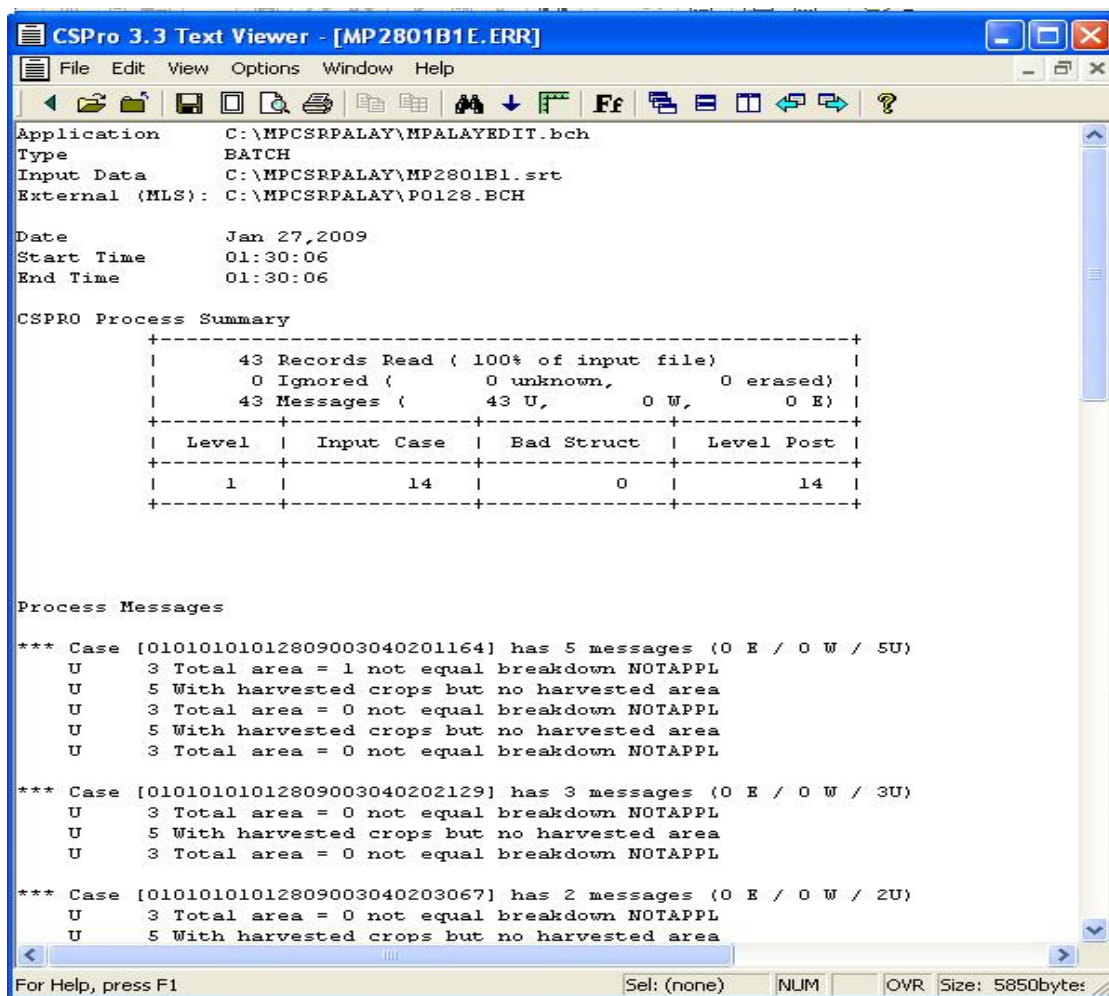 CSPro 3.3 Text Viewer - [MP2801B1E.ERR]
File Edit View Options Window Help
Application C:\MPCSRPALAY\MPALAYEDIT.bch
Type BATCH
Input Data C:\MPCSRPALAY\MP2801B1.srt
External (MLS): C:\MPCSRPALAY\P0128.BCH
Date Jan 27,2009
Start Time 01:30:06
End Time 01:30:06
CSPRO Process Summary
43 Records Read ( 100% of input file)
0 Ignored ( 0 unknown, 0 erased)
43 Messages ( 43 U, 0 W, 0 E)
Level | Input Case | Bad Struct | Level Post
1 | 14 | 0 | 14
Process Messages
*** Case [010101010128090030402​01164] has 5 messages (0 E / 0 W / 5U)
U 3 Total area = 1 not equal breakdown NOTAPPL
U 5 With harvested crops but no harvested area
U 3 Total area = 0 not equal breakdown NOTAPPL
U 5 With harvested crops but no harvested area
U 3 Total area = 0 not equal breakdown NOTAPPL
*** Case [01010101012809003040202129] has 3 messages (0 E / 0 W / 3U)
U 3 Total area = 0 not equal breakdown NOTAPPL
U 5 With harvested crops but no harvested area
U 3 Total area = 0 not equal breakdown NOTAPPL
*** Case [01010101012809003040203067] has 2 messages (0 E / 0 W / 2U)
U 3 Total area = 0 not equal breakdown NOTAPPL
U 5 With harvested crops but no harvested area
For Help, press F1 Sel: (none) NUM OVR Size: 5850bytes